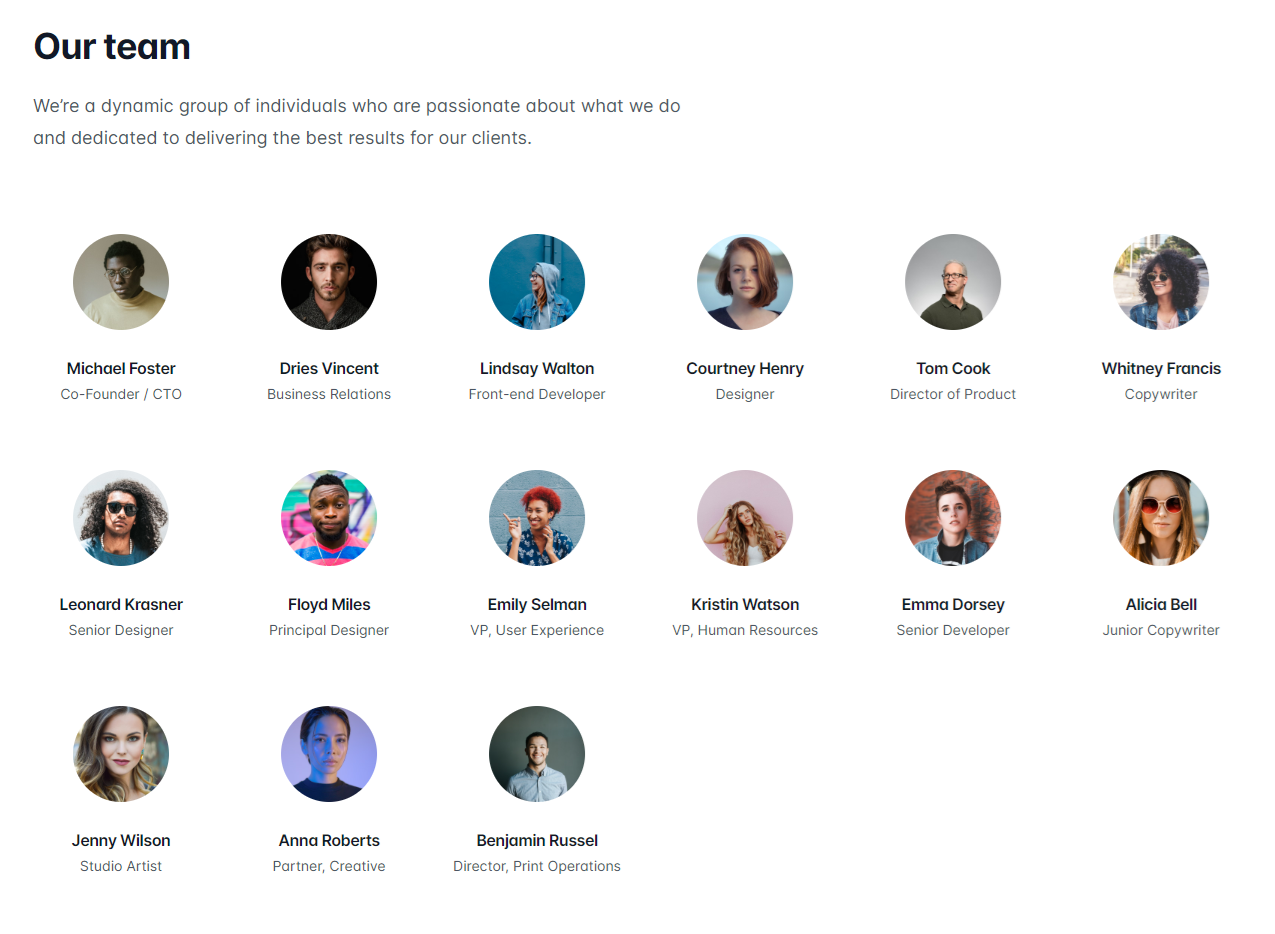 Our team
We’re a dynamic group of individuals who are passionate about what we do
and dedicated to delivering the best results for our clients.
Michael Foster
Co-Founder / CTO
Dries Vincent
Business Relations
Lindsay Walton
Front-end Developer
Courtney Henry
Designer
Tom Cook
Director of Product
Whitney Francis
Copywriter
Leonard Krasner
Senior Designer
Floyd Miles
Principal Designer
Emily Selman
VP, User Experience
Kristin Watson
VP, Human Resources
Emma Dorsey
Senior Developer
Alicia Bell
Junior Copywriter
Jenny Wilson
Studio Artist
Anna Roberts
Partner, Creative
Benjamin Russel
Director, Print Operations